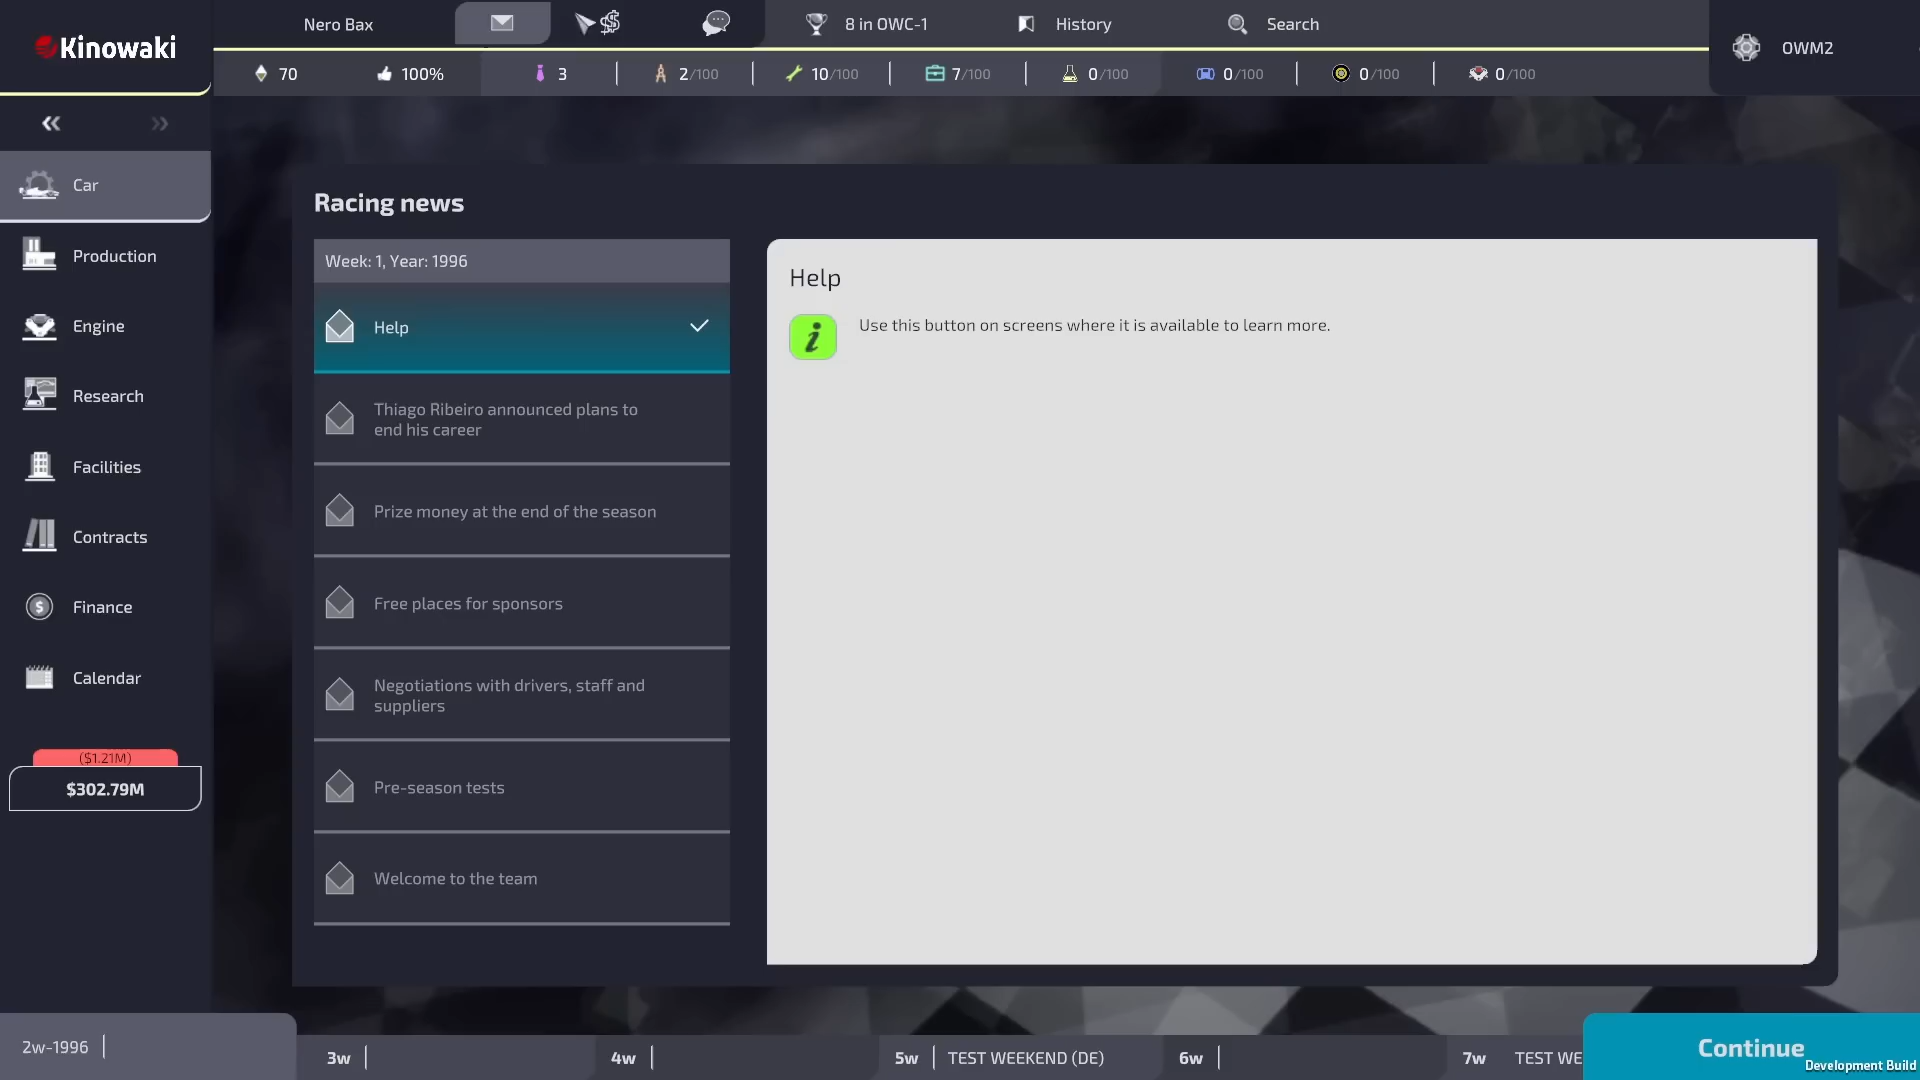 Kinowaki
Nero Bax
8 in OWC-1
History
Search
OWM2
70
100%
3
2/100
10/100
7/100
0/100
0/100
0/100
0/100
Car
Production
Engine
Research
Facilities
Contracts
Finance
Calendar
($1.21M)
$302.79M
Racing news
Week: 1, Year: 1996
Help
Thiago Ribeiro announced plans to
end his career
Prize money at the end of the season
Free places for sponsors
Negotiations with drivers, staff and
suppliers
Pre-season tests
Welcome to the team
Help
Use this button on screens where it is available to learn more.
2w-1996
3w
4w
5w TEST WEEKEND (DE)
6w
7w TEST WE
Continue
Development Build